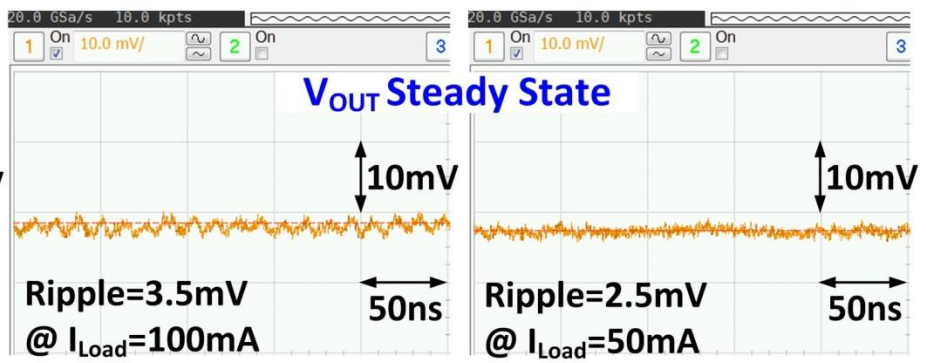 20.0 GSa/s 10.0 kpts
1 On 10.0 mV/ 2 On 3
20.0 GSa/s 10.0 kpts
1 On 10.0 mV/ 2 On 3
VOUT Steady State
10mV
Ripple=3.5mV
@ ILoad=100mA
50ns
10mV
Ripple=2.5mV
@ ILoad=50mA
50ns